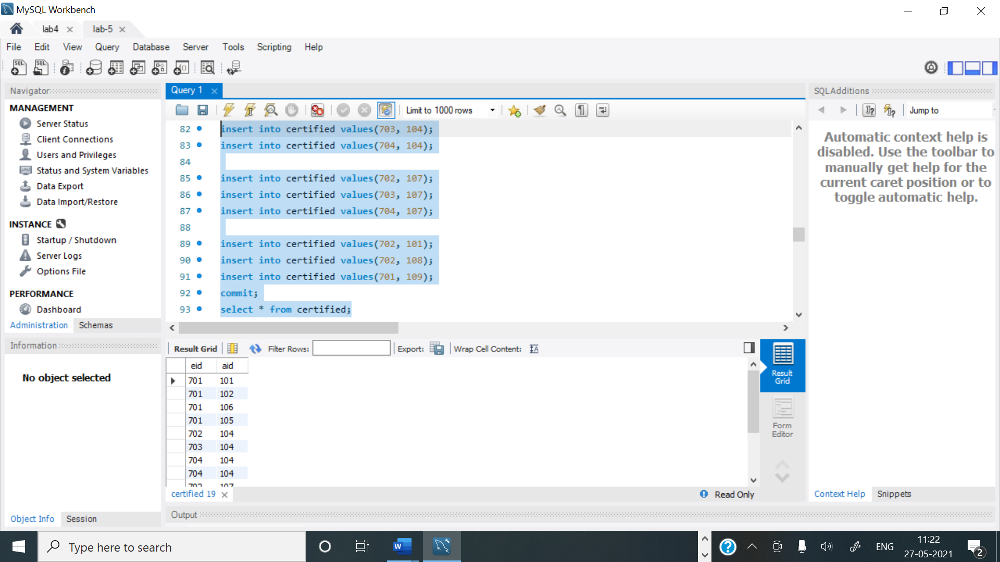 MySQL Workbench
lab4
lab-5
File Edit View Query Database Server Tools Scripting Help
Navigator
MANAGEMENT
Server Status
Client Connections
Users and Privileges
Status and System Variables
Data Export
Data Import/Restore
INSTANCE
Startup / Shutdown
Server Logs
Options File
PERFORMANCE
Dashboard
Administration Schemas
Information
No object selected
Object Info Session
Query 1
Limit to 1000 rows
82 insert into certified values(703, 104);
83 insert into certified values(704, 104);
84
85 insert into certified values(702, 107);
86 insert into certified values(703, 107);
87 insert into certified values(704, 107);
88
89 insert into certified values(702, 101);
90 insert into certified values(702, 108);
91 insert into certified values(701, 109);
92 commit;
93 select * from certified;
Result Grid Filter Rows: Export: Wrap Cell Content:
eid aid
701 101
701 102
701 106
701 105
702 104
703 104
704 104
704 104
702 107
certified 19
Read Only
Result
Grid
Form
Editor
Output
SQLAdditions
Jump to
Automatic context help is
disabled. Use the toolbar to
manually get help for the
current caret position or to
toggle automatic help.
Context Help Snippets
Type here to search
ENG
11:22
27-05-2021
2